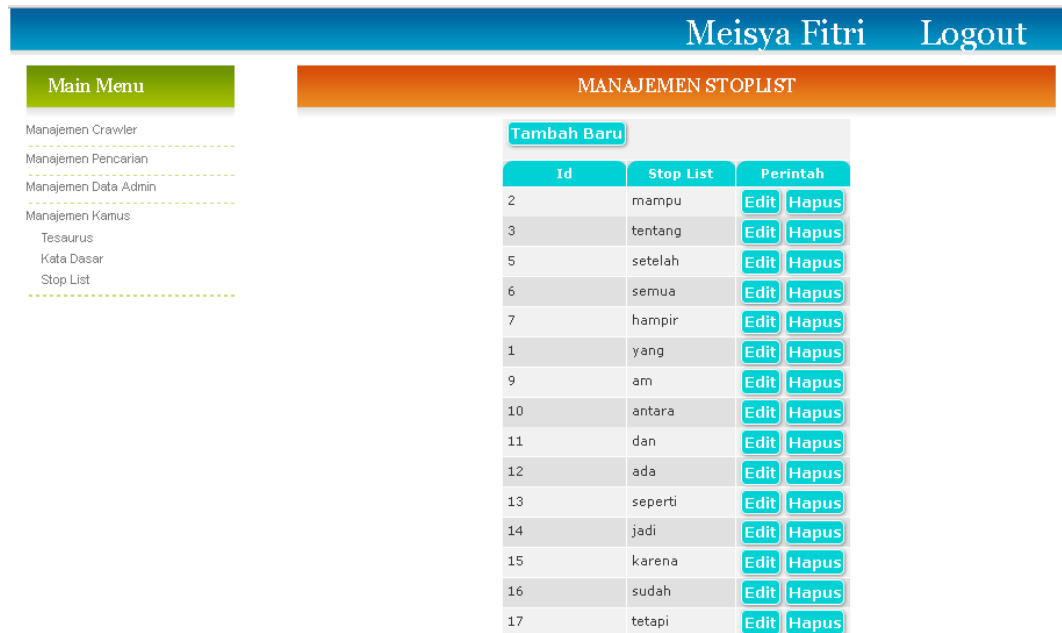 Meisya Fitri Logout
Main Menu
Manajemen Crawler
Manajemen Pencarian
Manajemen Data Admin
Manajemen Kamus
Tesaurus
Kata Dasar
Stop List
MANAJEMEN STOPLIST
Tambah Baru
Id Stop List Perintah
2 mampu Edit Hapus
3 tentang Edit Hapus
5 setelah Edit Hapus
6 semua Edit Hapus
7 hampir Edit Hapus
1 yang Edit Hapus
9 am Edit Hapus
10 antara Edit Hapus
11 dan Edit Hapus
12 ada Edit Hapus
13 seperti Edit Hapus
14 jadi Edit Hapus
15 karena Edit Hapus
16 sudah Edit Hapus
17 tetapi Edit Hapus